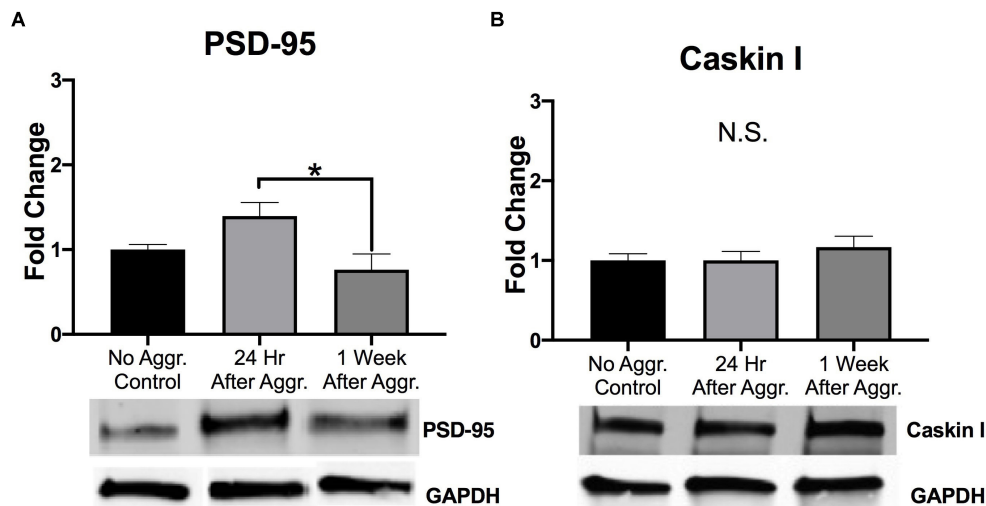 A
PSD-95
3
2
1
0
Fold Change
*
No Aggr.
Control
24 Hr
After Aggr.
1 Week
After Aggr.
PSD-95
GAPDH
B
Caskin I
3
2
1
0
Fold Change
N.S.
No Aggr.
Control
24 Hr
After Aggr.
1 Week
After Aggr.
Caskin I
GAPDH